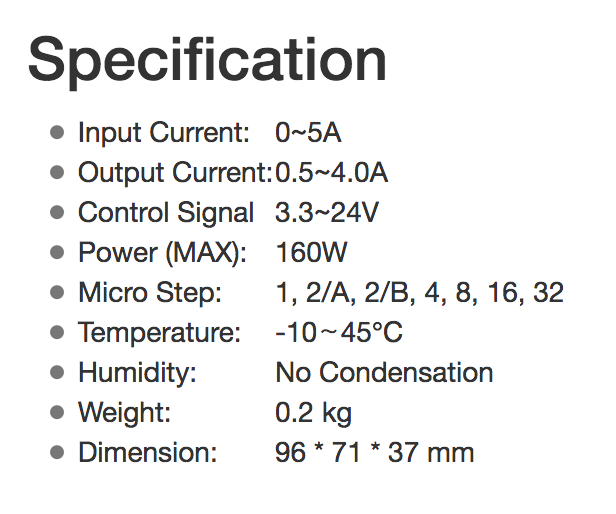 Specification
Input Current: 0~5A
Output Current:0.5~4.0A
Control Signal 3.3~24V
Power (MAX): 160W
Micro Step: 1, 2/A, 2/B, 4, 8, 16, 32
Temperature: -10～45°C
Humidity: No Condensation
Weight: 0.2 kg
Dimension: 96 * 71 * 37 mm